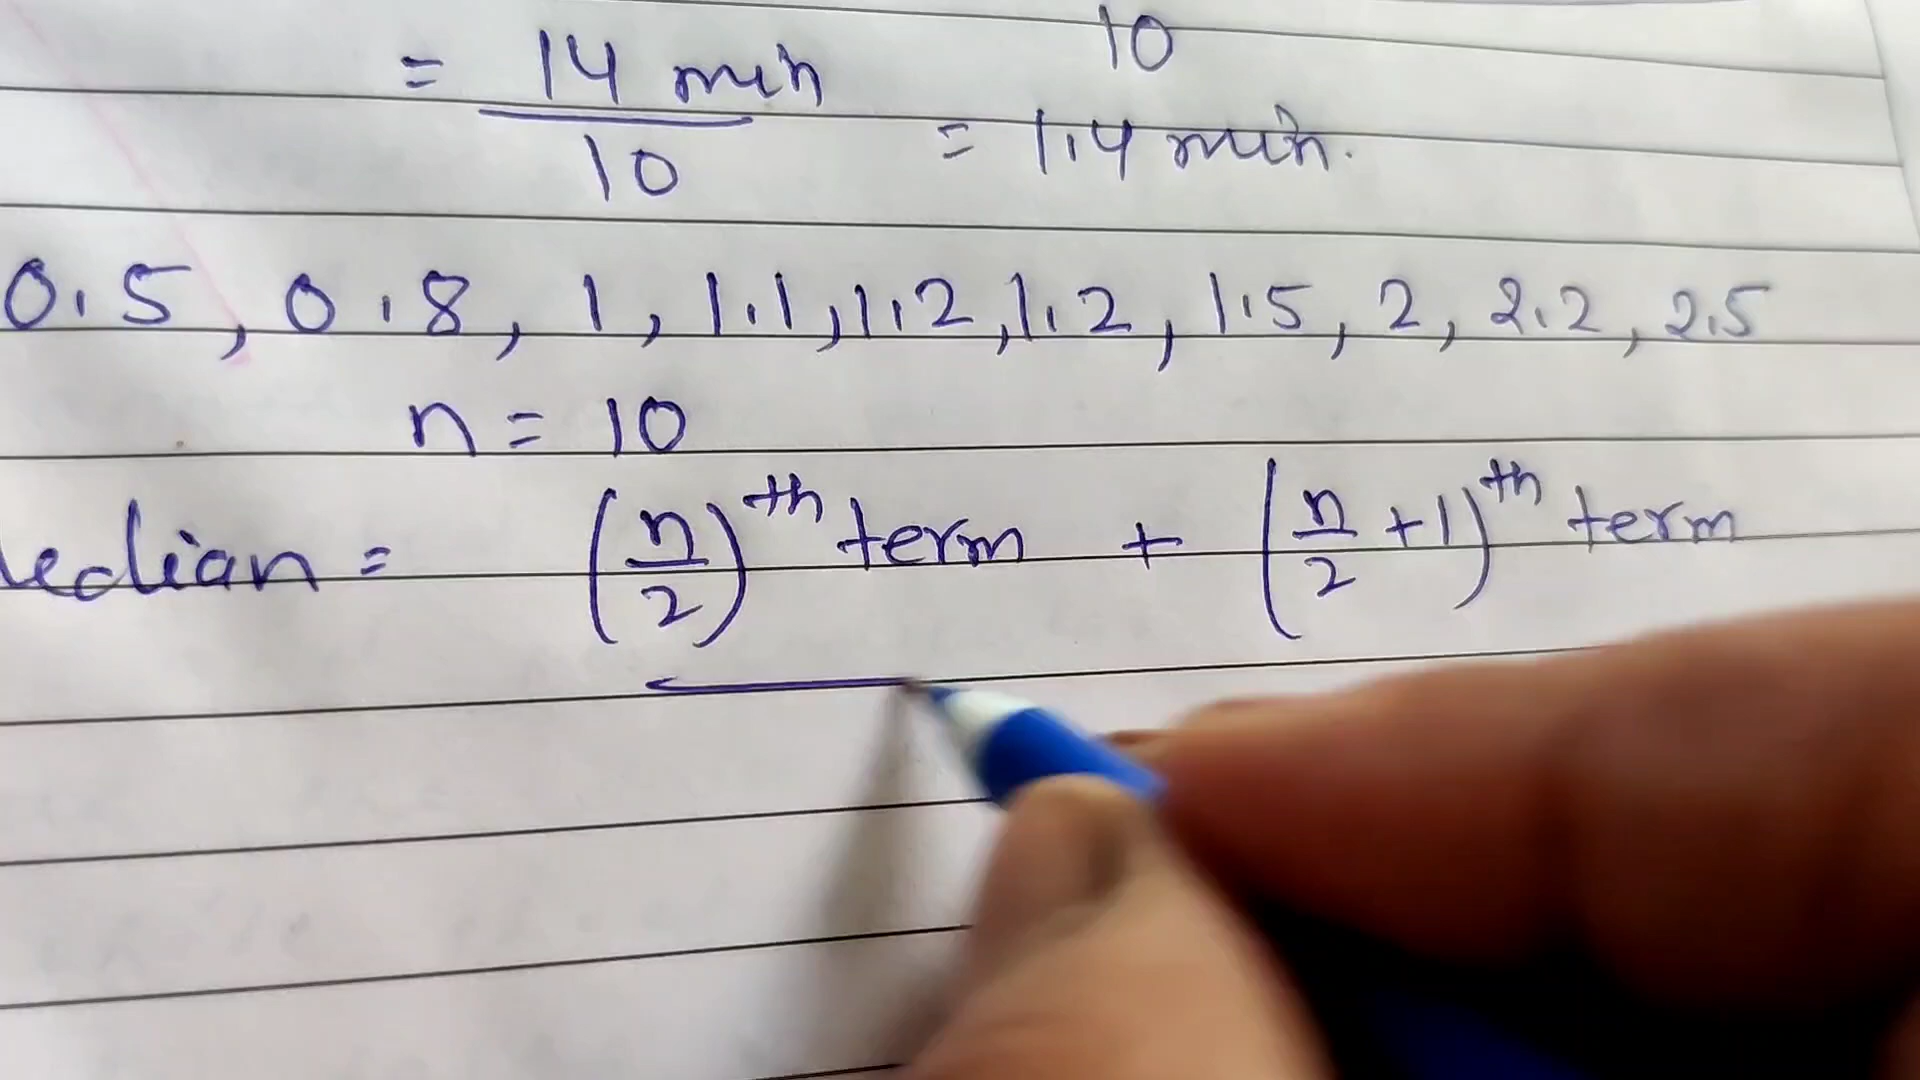 = 14 min / 10 = 1.4 min.
10
0.5, 0.8, 1, 1.1, 1.2, 1.2, 1.5, 2, 2.2, 2.5
n = 10
edian = (n/2)th term + (n/2 + 1)th term